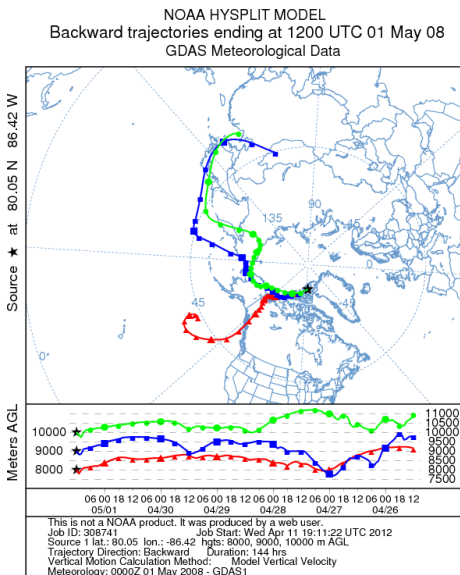 NOAA HYSPLIT MODEL
Backward trajectories ending at 1200 UTC 01 May 08
GDAS Meteorological Data
Source ★ at 80.05 N 86.42 W
135
90
45
45
0
0
Meters AGL
10000
9000
8000
11000
10500
10000
9500
9000
8500
8000
7500
06 00 18 12 06 00 18 12 06 00 18 12 06 00 18 12 06 00 18 12 06 00 18 12
05/01 04/30 04/29 04/28 04/27 04/26
This is not a NOAA product. It was produced by a web user.
Job ID: 308741 Job Start: Wed Apr 11 19:11:22 UTC 2012
Source 1 lat.: 80.05 lon.: -86.42 hgts: 8000, 9000, 10000 m AGL
Trajectory Direction: Backward Duration: 144 hrs
Vertical Motion Calculation Method: Model Vertical Velocity
Meteorology: 0000Z 01 May 2008 - GDAS1